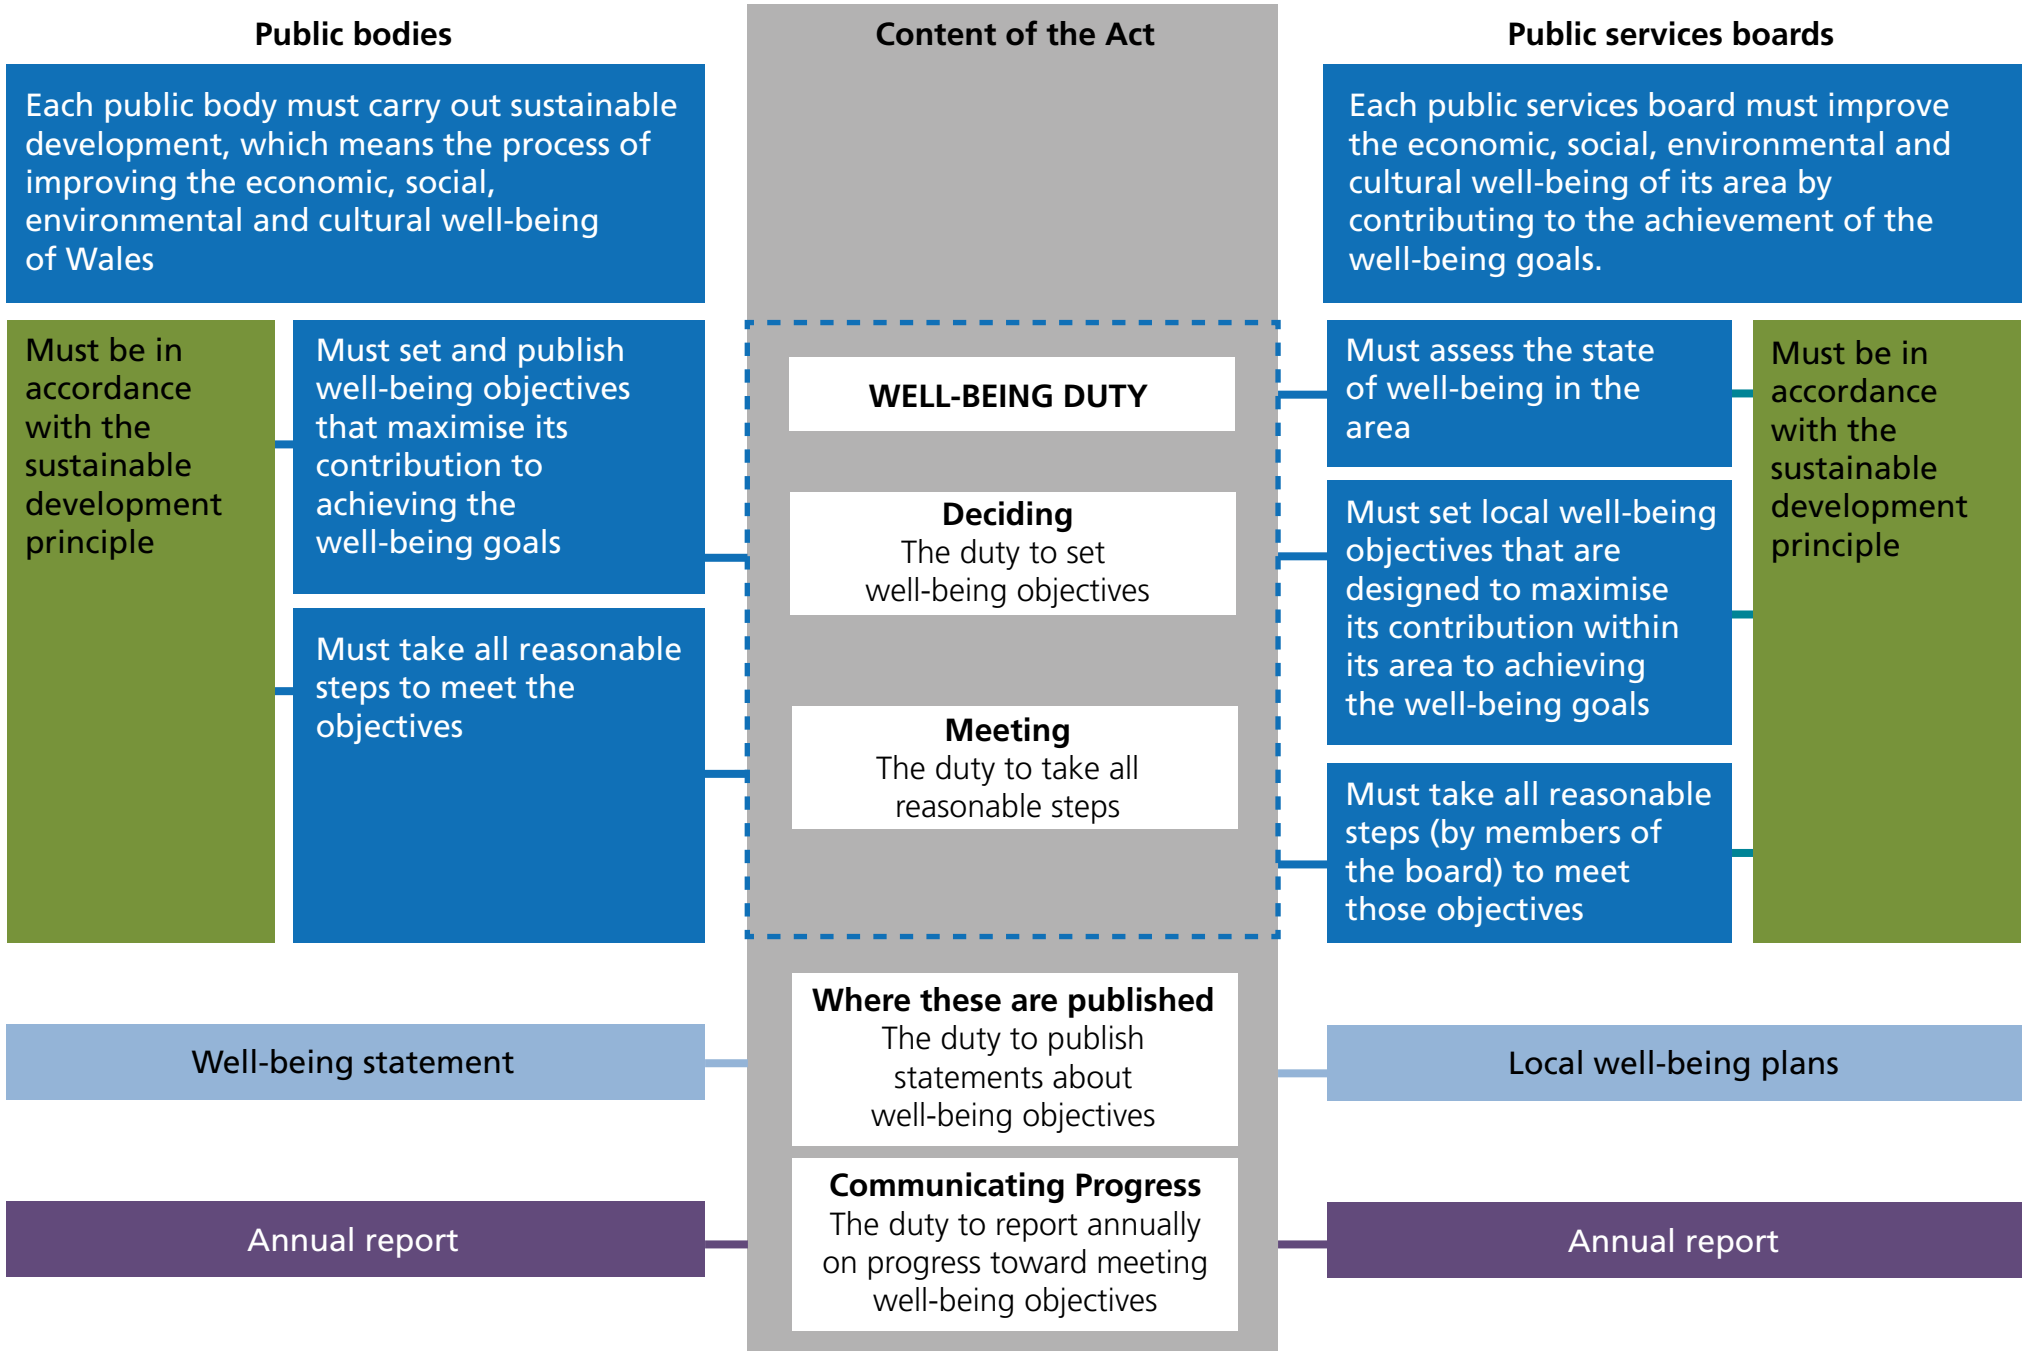 Public bodies
Each public body must carry out sustainable
development, which means the process of
improving the economic, social,
environmental and cultural well-being
of Wales
Must be in
accordance
with the
sustainable
development
principle
Must set and publish
well-being objectives
that maximise its
contribution to
achieving the
well-being goals
Must take all reasonable
steps to meet the
objectives
Well-being statement
Annual report
Content of the Act
WELL-BEING DUTY
Deciding
The duty to set
well-being objectives
Meeting
The duty to take all
reasonable steps
Where these are published
The duty to publish
statements about
well-being objectives
Communicating Progress
The duty to report annually
on progress toward meeting
well-being objectives
Public services boards
Each public services board must improve
the economic, social, environmental and
cultural well-being of its area by
contributing to the achievement of the
well-being goals.
Must assess the state
of well-being in the
area
Must set local well-being
objectives that are
designed to maximise
its contribution within
its area to achieving
the well-being goals
Must take all reasonable
steps (by members of
the board) to meet
those objectives
Must be in
accordance
with the
sustainable
development
principle
Local well-being plans
Annual report